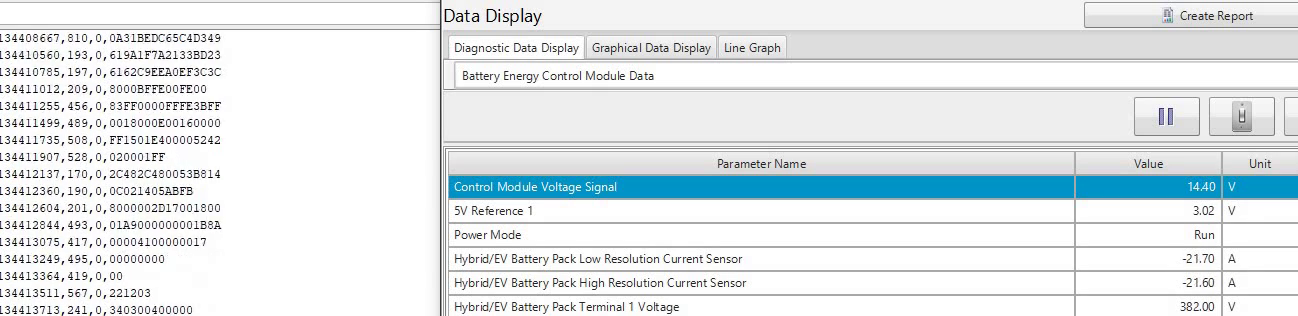 134408667,810,0,0A31BEDC65C4D349
134410560,193,0,619A1F7A2133BD23
134410785,197,0,6162C9EEA0EF3C3C
134411012,209,0,8000BFFE00FE00
134411255,456,0,83FF0000FFFE3BFF
134411499,489,0,0018000E00160000
134411735,508,0,FF1501E400005242
134411907,528,0,020001FF
134412137,170,0,2C482C480053B814
134412360,190,0,0C021405ABFB
134412604,201,0,8000002D17001800
134412844,493,0,01A9000000001B8A
134413075,417,0,00004100000017
134413249,495,0,00000000
134413364,419,0,00
134413511,567,0,221203
134413713,241,0,340300400000
Data Display
Create Report
Diagnostic Data Display Graphical Data Display Line Graph
Battery Energy Control Module Data
Parameter Name Value Unit
Control Module Voltage Signal 14.40 V
5V Reference 1 3.02 V
Power Mode Run
Hybrid/EV Battery Pack Low Resolution Current Sensor -21.70 A
Hybrid/EV Battery Pack High Resolution Current Sensor -21.60 A
Hybrid/EV Battery Pack Terminal 1 Voltage 382.00 V